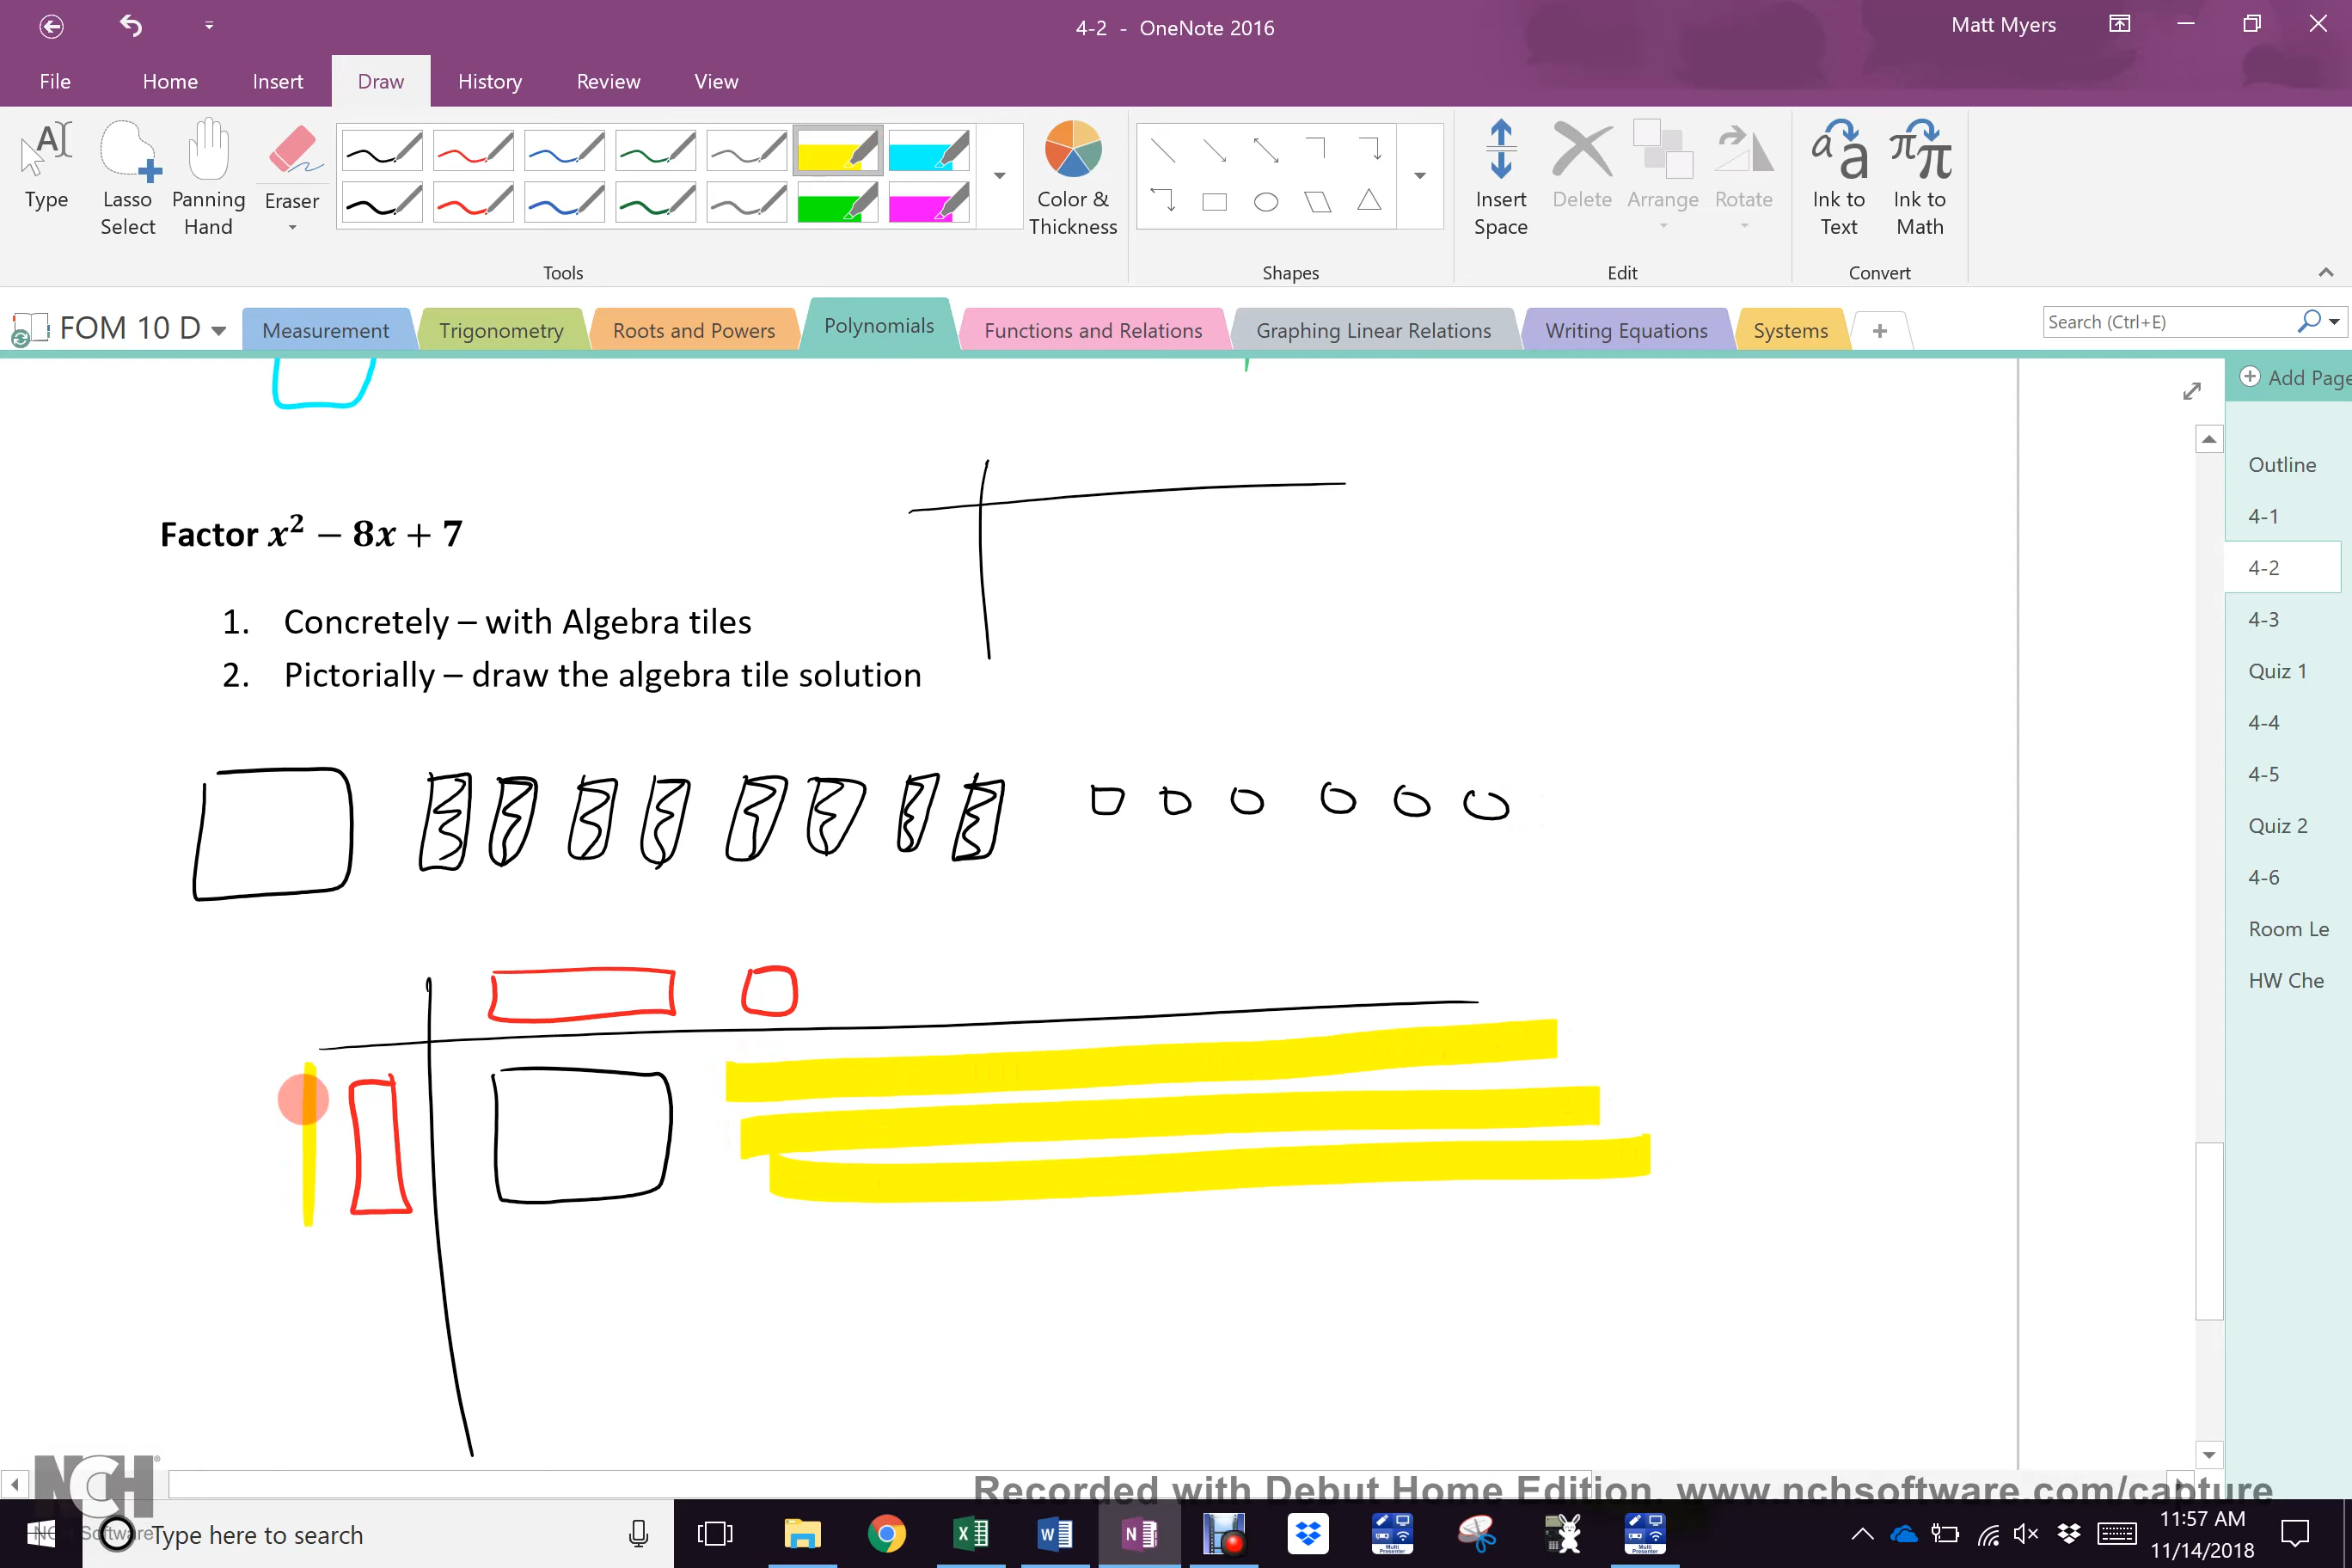 4-2 - OneNote 2016
Matt Myers
File Home Insert Draw History Review View
Type
Lasso Select
Panning Hand
Eraser
Color & Thickness
Insert Space
Delete
Arrange
Rotate
Ink to Text
Ink to Math
Tools
Shapes
Edit
Convert
FOM 10 D
Measurement
Trigonometry
Roots and Powers
Polynomials
Functions and Relations
Graphing Linear Relations
Writing Equations
Systems
Search (Ctrl+E)
Add Page
Outline
4-1
4-2
4-3
Quiz 1
4-4
4-5
Quiz 2
4-6
Room Le
HW Che
Factor x² − 8x + 7
1. Concretely – with Algebra tiles
2. Pictorially – draw the algebra tile solution
NCH
NCH Software
Recorded with Debut Home Edition. www.nchsoftware.com/capture
Type here to search
11:57 AM
11/14/2018